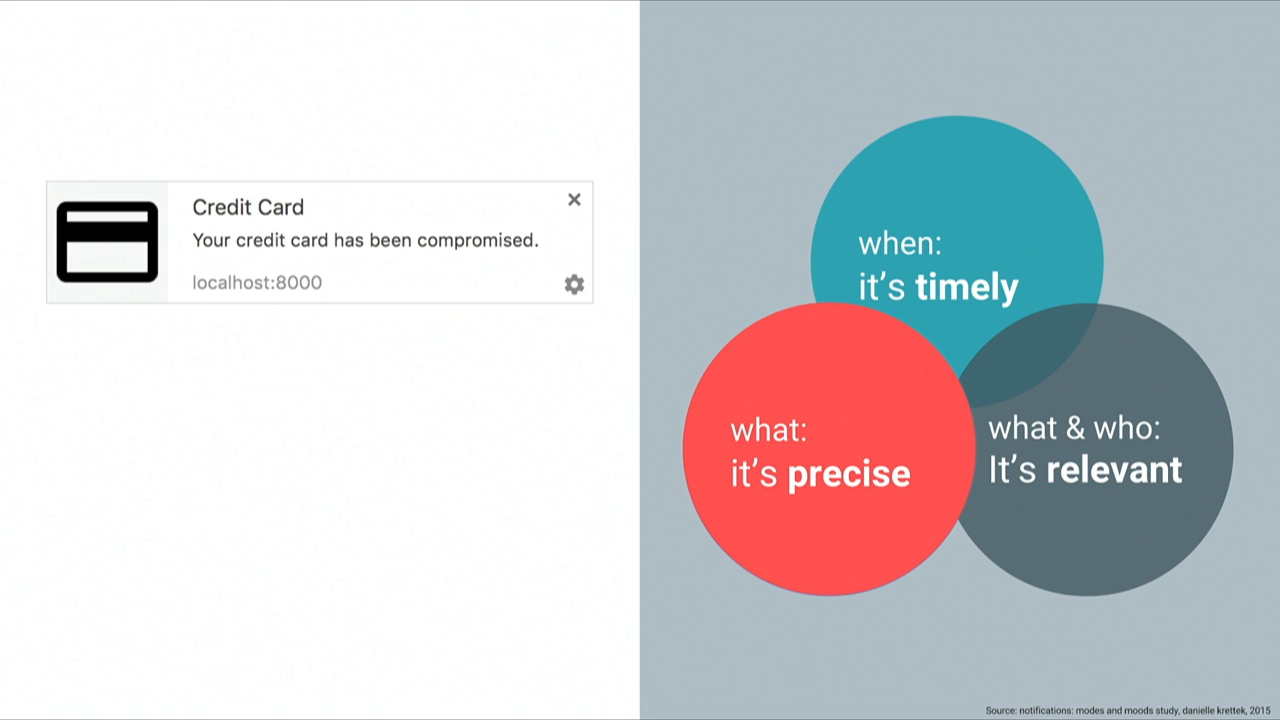 Credit Card
Your credit card has been compromised.
localhost:8000
when:
it's timely
what:
it's precise
what & who:
It's relevant
Source: notifications: modes and moods study, danielle krettek, 2015